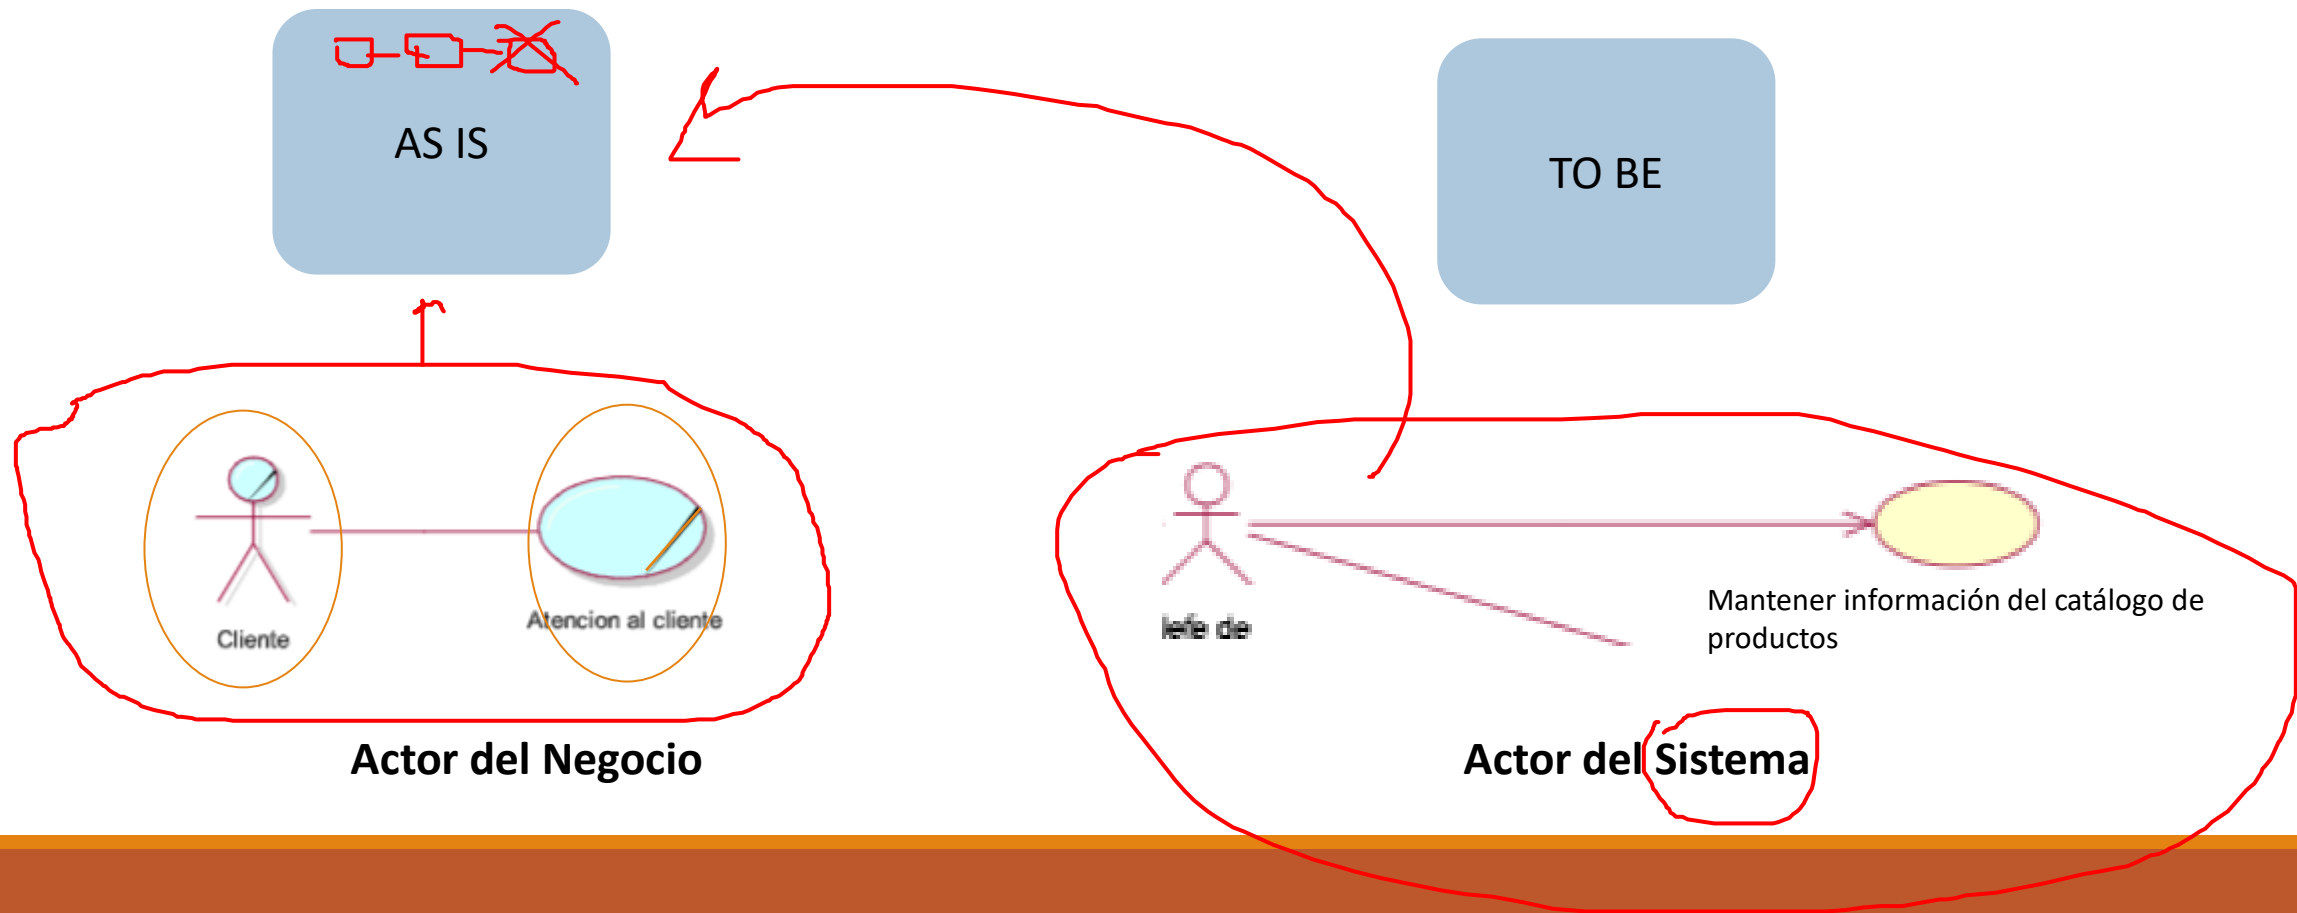 AS IS
TO BE
Atencion al cliente
Cliente
Jefe de
Mantener información del catálogo de
productos
Actor del Negocio
Actor del Sistema